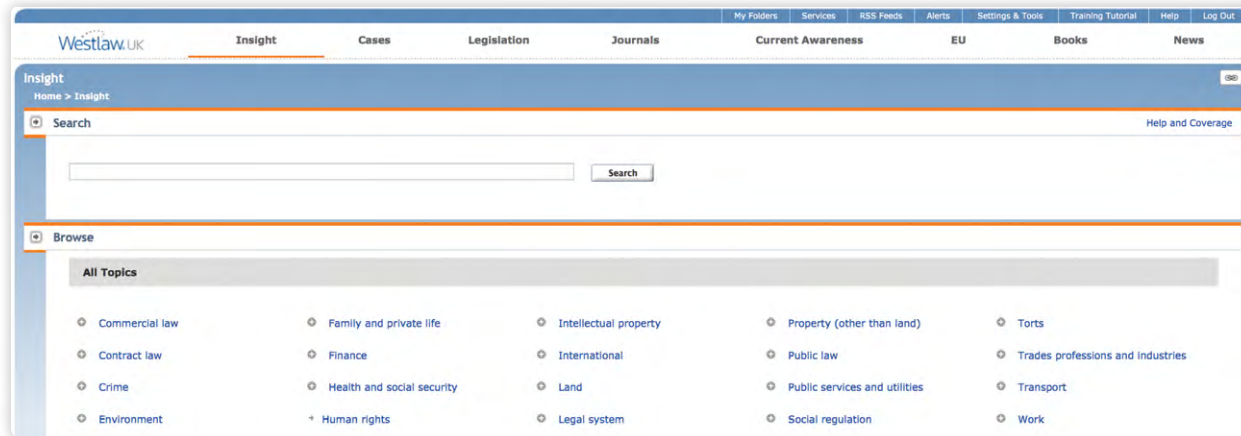 My Folders Services RSS Feeds Alerts Settings & Tools Training Tutorial Help Log Out
Westlaw.UK Insight Cases Legislation Journals Current Awareness EU Books News
Insight
Home > Insight
Search Help and Coverage
Search
Browse
All Topics
Commercial law Family and private life Intellectual property Property (other than land) Torts
Contract law Finance International Public law Trades professions and industries
Crime Health and social security Land Public services and utilities Transport
Environment Human rights Legal system Social regulation Work